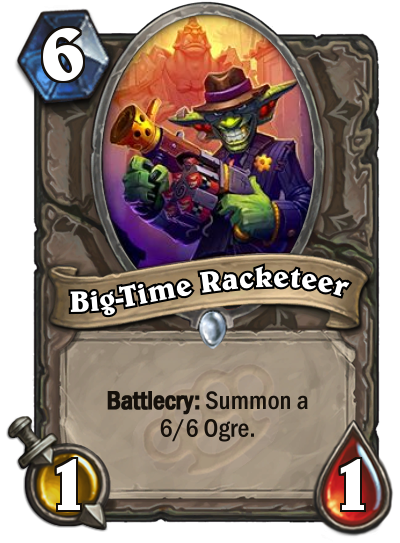 6
Big-Time Racketeer
Battlecry: Summon a
6/6 Ogre.
1
1